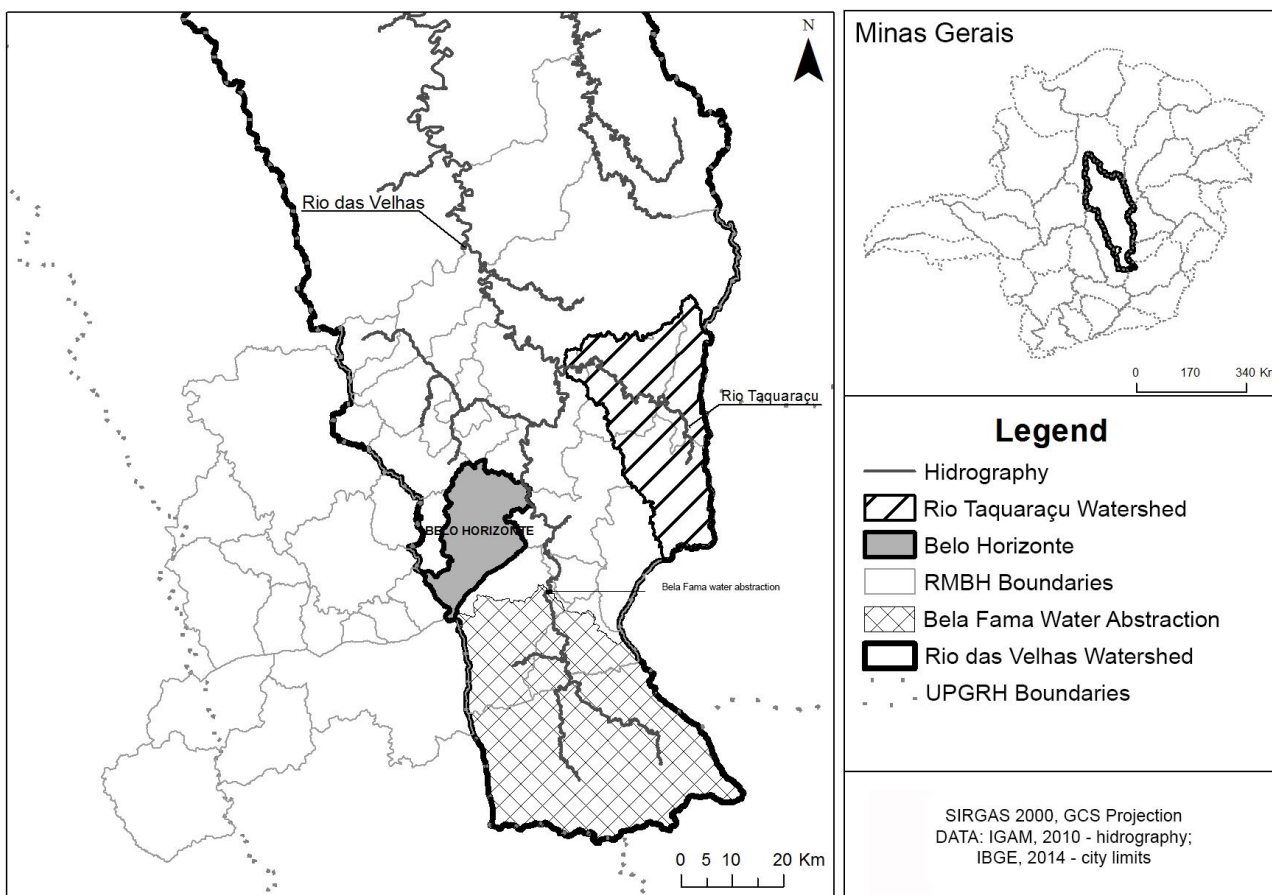 N
Rio das Velhas
Rio Taquaraçu
BELO HORIZONTE
Bela Fama water abstraction
0 5 10 20 Km
Minas Gerais
0 170 340 Km
Legend
Hidrography
Rio Taquaraçu Watershed
Belo Horizonte
RMBH Boundaries
Bela Fama Water Abstraction
Rio das Velhas Watershed
UPGRH Boundaries
SIRGAS 2000, GCS Projection
DATA: IGAM, 2010 - hidrography;
IBGE, 2014 - city limits